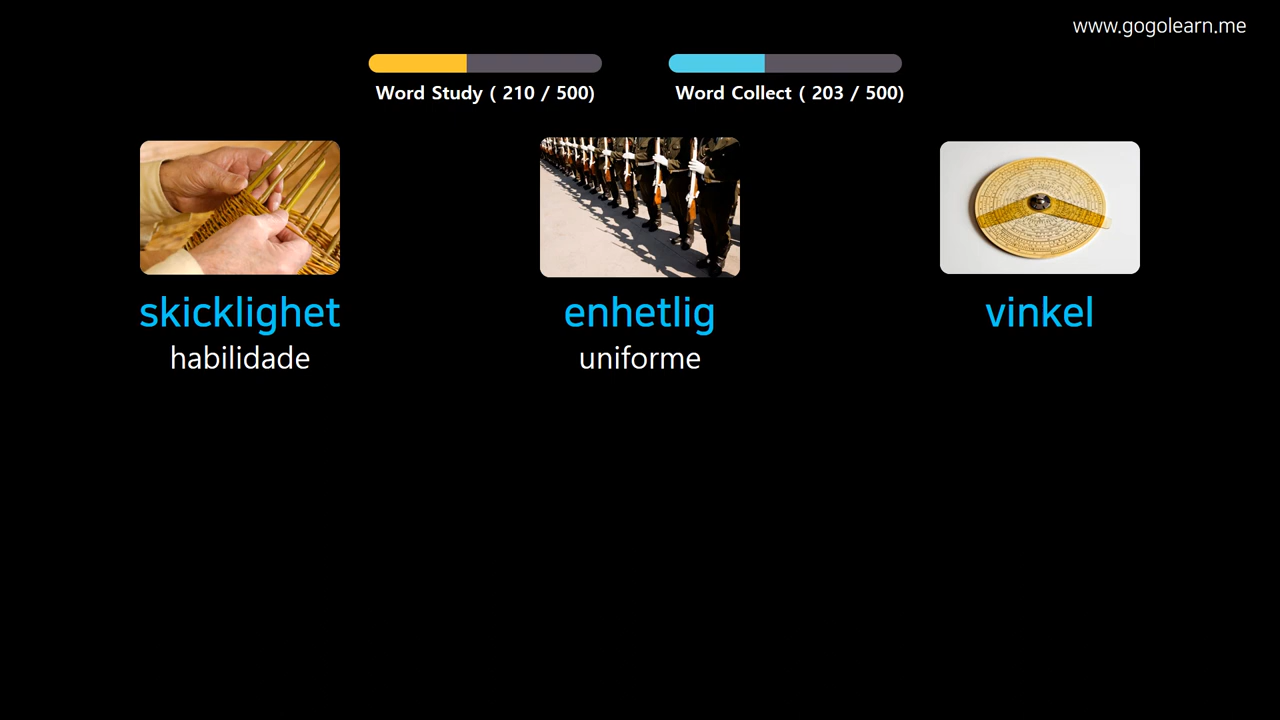 www.gogolearn.me
Word Study ( 210 / 500)
Word Collect ( 203 / 500)
skicklighet
enhetlig
vinkel
habilidade
uniforme